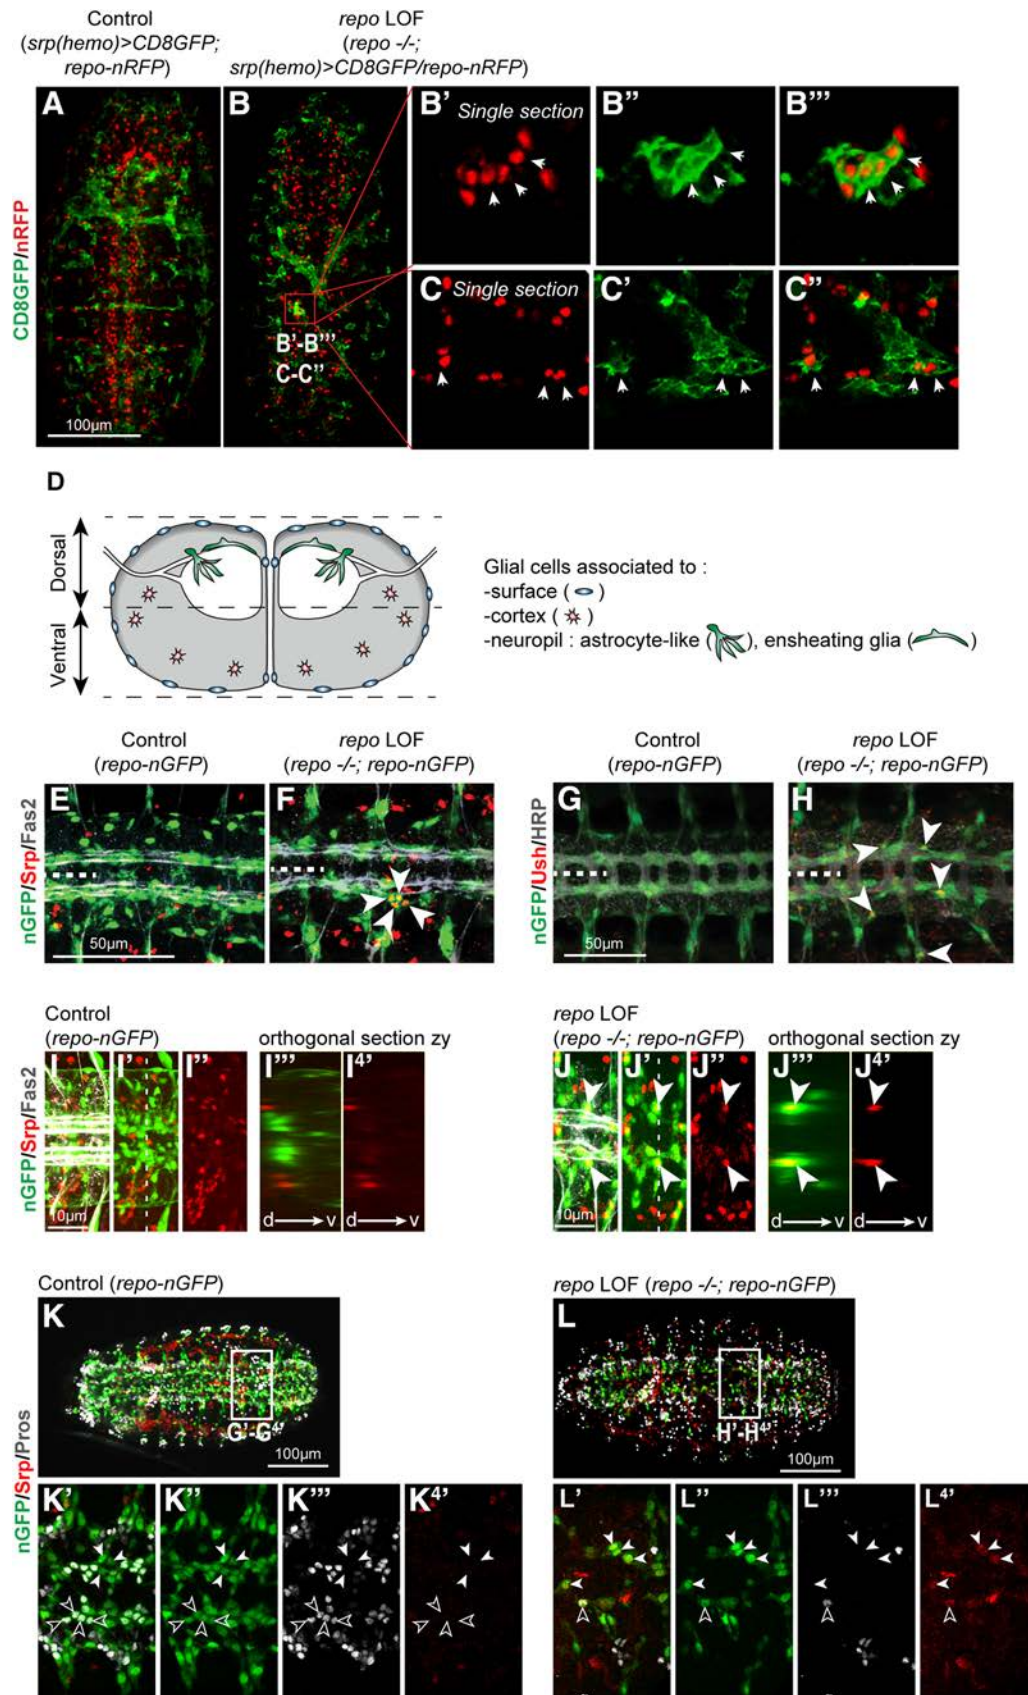 Control
(srp(hemo)>CD8GFP;
repo-nRFP)
repo LOF
(repo -/-;
srp(hemo)>CD8GFP/repo-nRFP)
CD8GFP/nRFP
A
100µm
B
B'-B'''
C-C''
B'
Single section
B''
B'''
C
Single section
C'
C''
D
Dorsal
Ventral
Glial cells associated to :
-surface ( )
-cortex ( )
-neuropil : astrocyte-like ( ), ensheating glia ( )
Control
(repo-nGFP)
repo LOF
(repo -/-; repo-nGFP)
nGFP/Srp/Fas2
E
50µm
F
Control
(repo-nGFP)
repo LOF
(repo -/-; repo-nGFP)
nGFP/Ush/HRP
G
50µm
H
Control
(repo-nGFP)
orthogonal section zy
nGFP/Srp/Fas2
I
10µm
I'
I''
I'''
d v
I4'
d v
repo LOF
(repo -/-; repo-nGFP)
orthogonal section zy
J
10µm
J'
J''
J'''
d v
J4'
d v
Control (repo-nGFP)
repo LOF (repo -/-; repo-nGFP)
nGFP/Srp/Pros
K
G'-G4'
100µm
L
H'-H4'
100µm
K'
K''
K'''
K4'
L'
L''
L'''
L4'